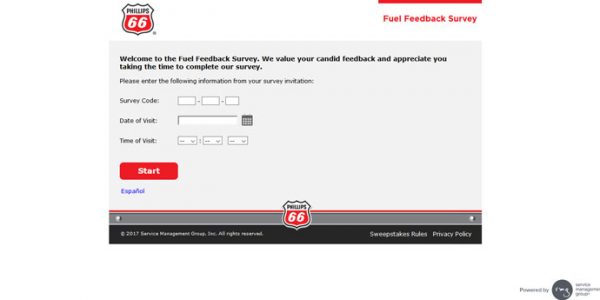 PHILLIPS
66
Fuel Feedback Survey
Welcome to the Fuel Feedback Survey. We value your candid feedback and appreciate you
taking the time to complete our survey.
Please enter the following information from your survey invitation:
Survey Code: - -
Date of Visit:
Time of Visit: -- : -- --
Start
Español
PHILLIPS
66
© 2017 Service Management Group, Inc. All rights reserved. Sweepstakes Rules Privacy Policy
Powered by smg service
management
group®